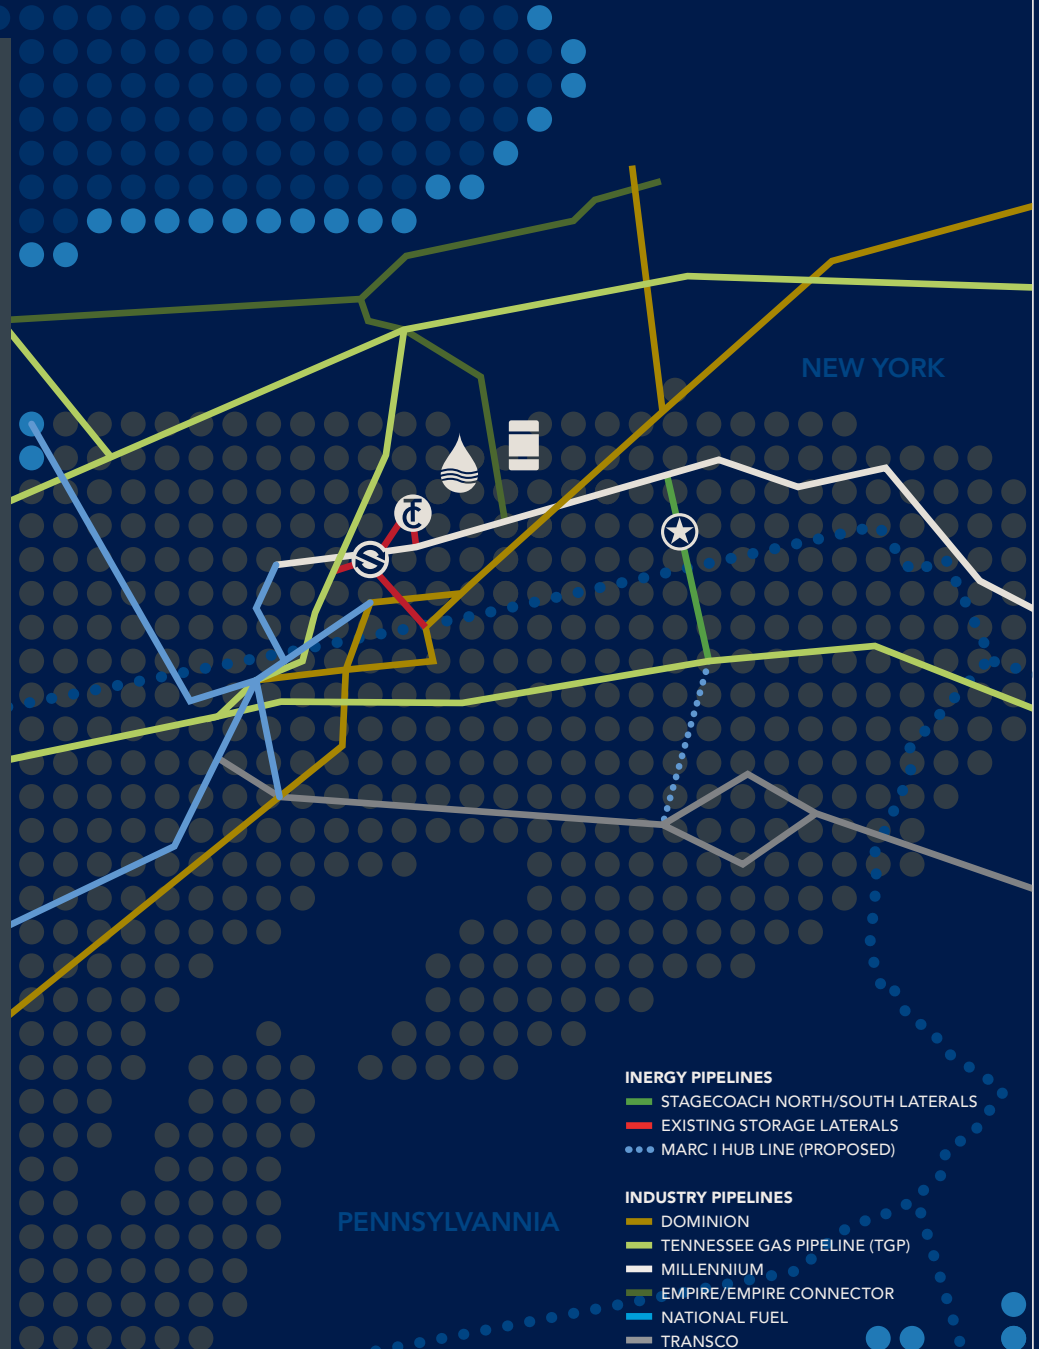 NEW YORK
TC
S
INERGY PIPELINES
STAGECOACH NORTH/SOUTH LATERALS
EXISTING STORAGE LATERALS
MARC I HUB LINE (PROPOSED)
INDUSTRY PIPELINES
PENNSYLVANNIA
DOMINION
TENNESSEE GAS PIPELINE (TGP)
MILLENNIUM
EMPIRE/EMPIRE CONNECTOR
NATIONAL FUEL
TRANSCO